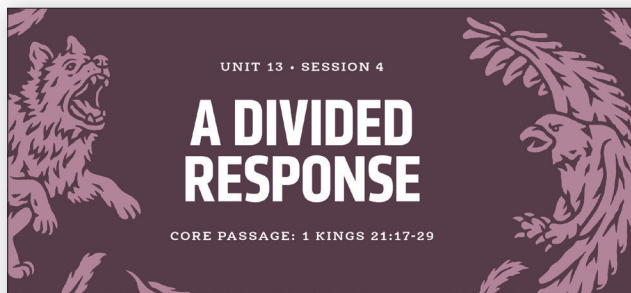 UNIT 13 • SESSION 4
A DIVIDED
RESPONSE
CORE PASSAGE: 1 KINGS 21:17-29